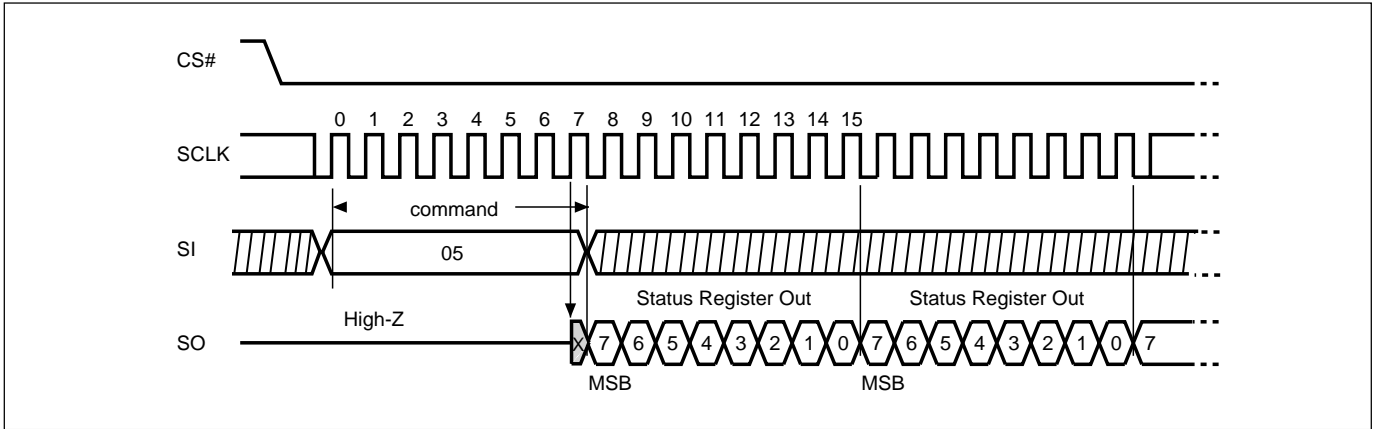 CS#
0 1 2 3 4 5 6 7 8 9 10 11 12 13 14 15
SCLK
command
SI
05
Status Register Out Status Register Out
High-Z
SO
X 7 6 5 4 3 2 1 0 7 6 5 4 3 2 1 0 7
MSB MSB